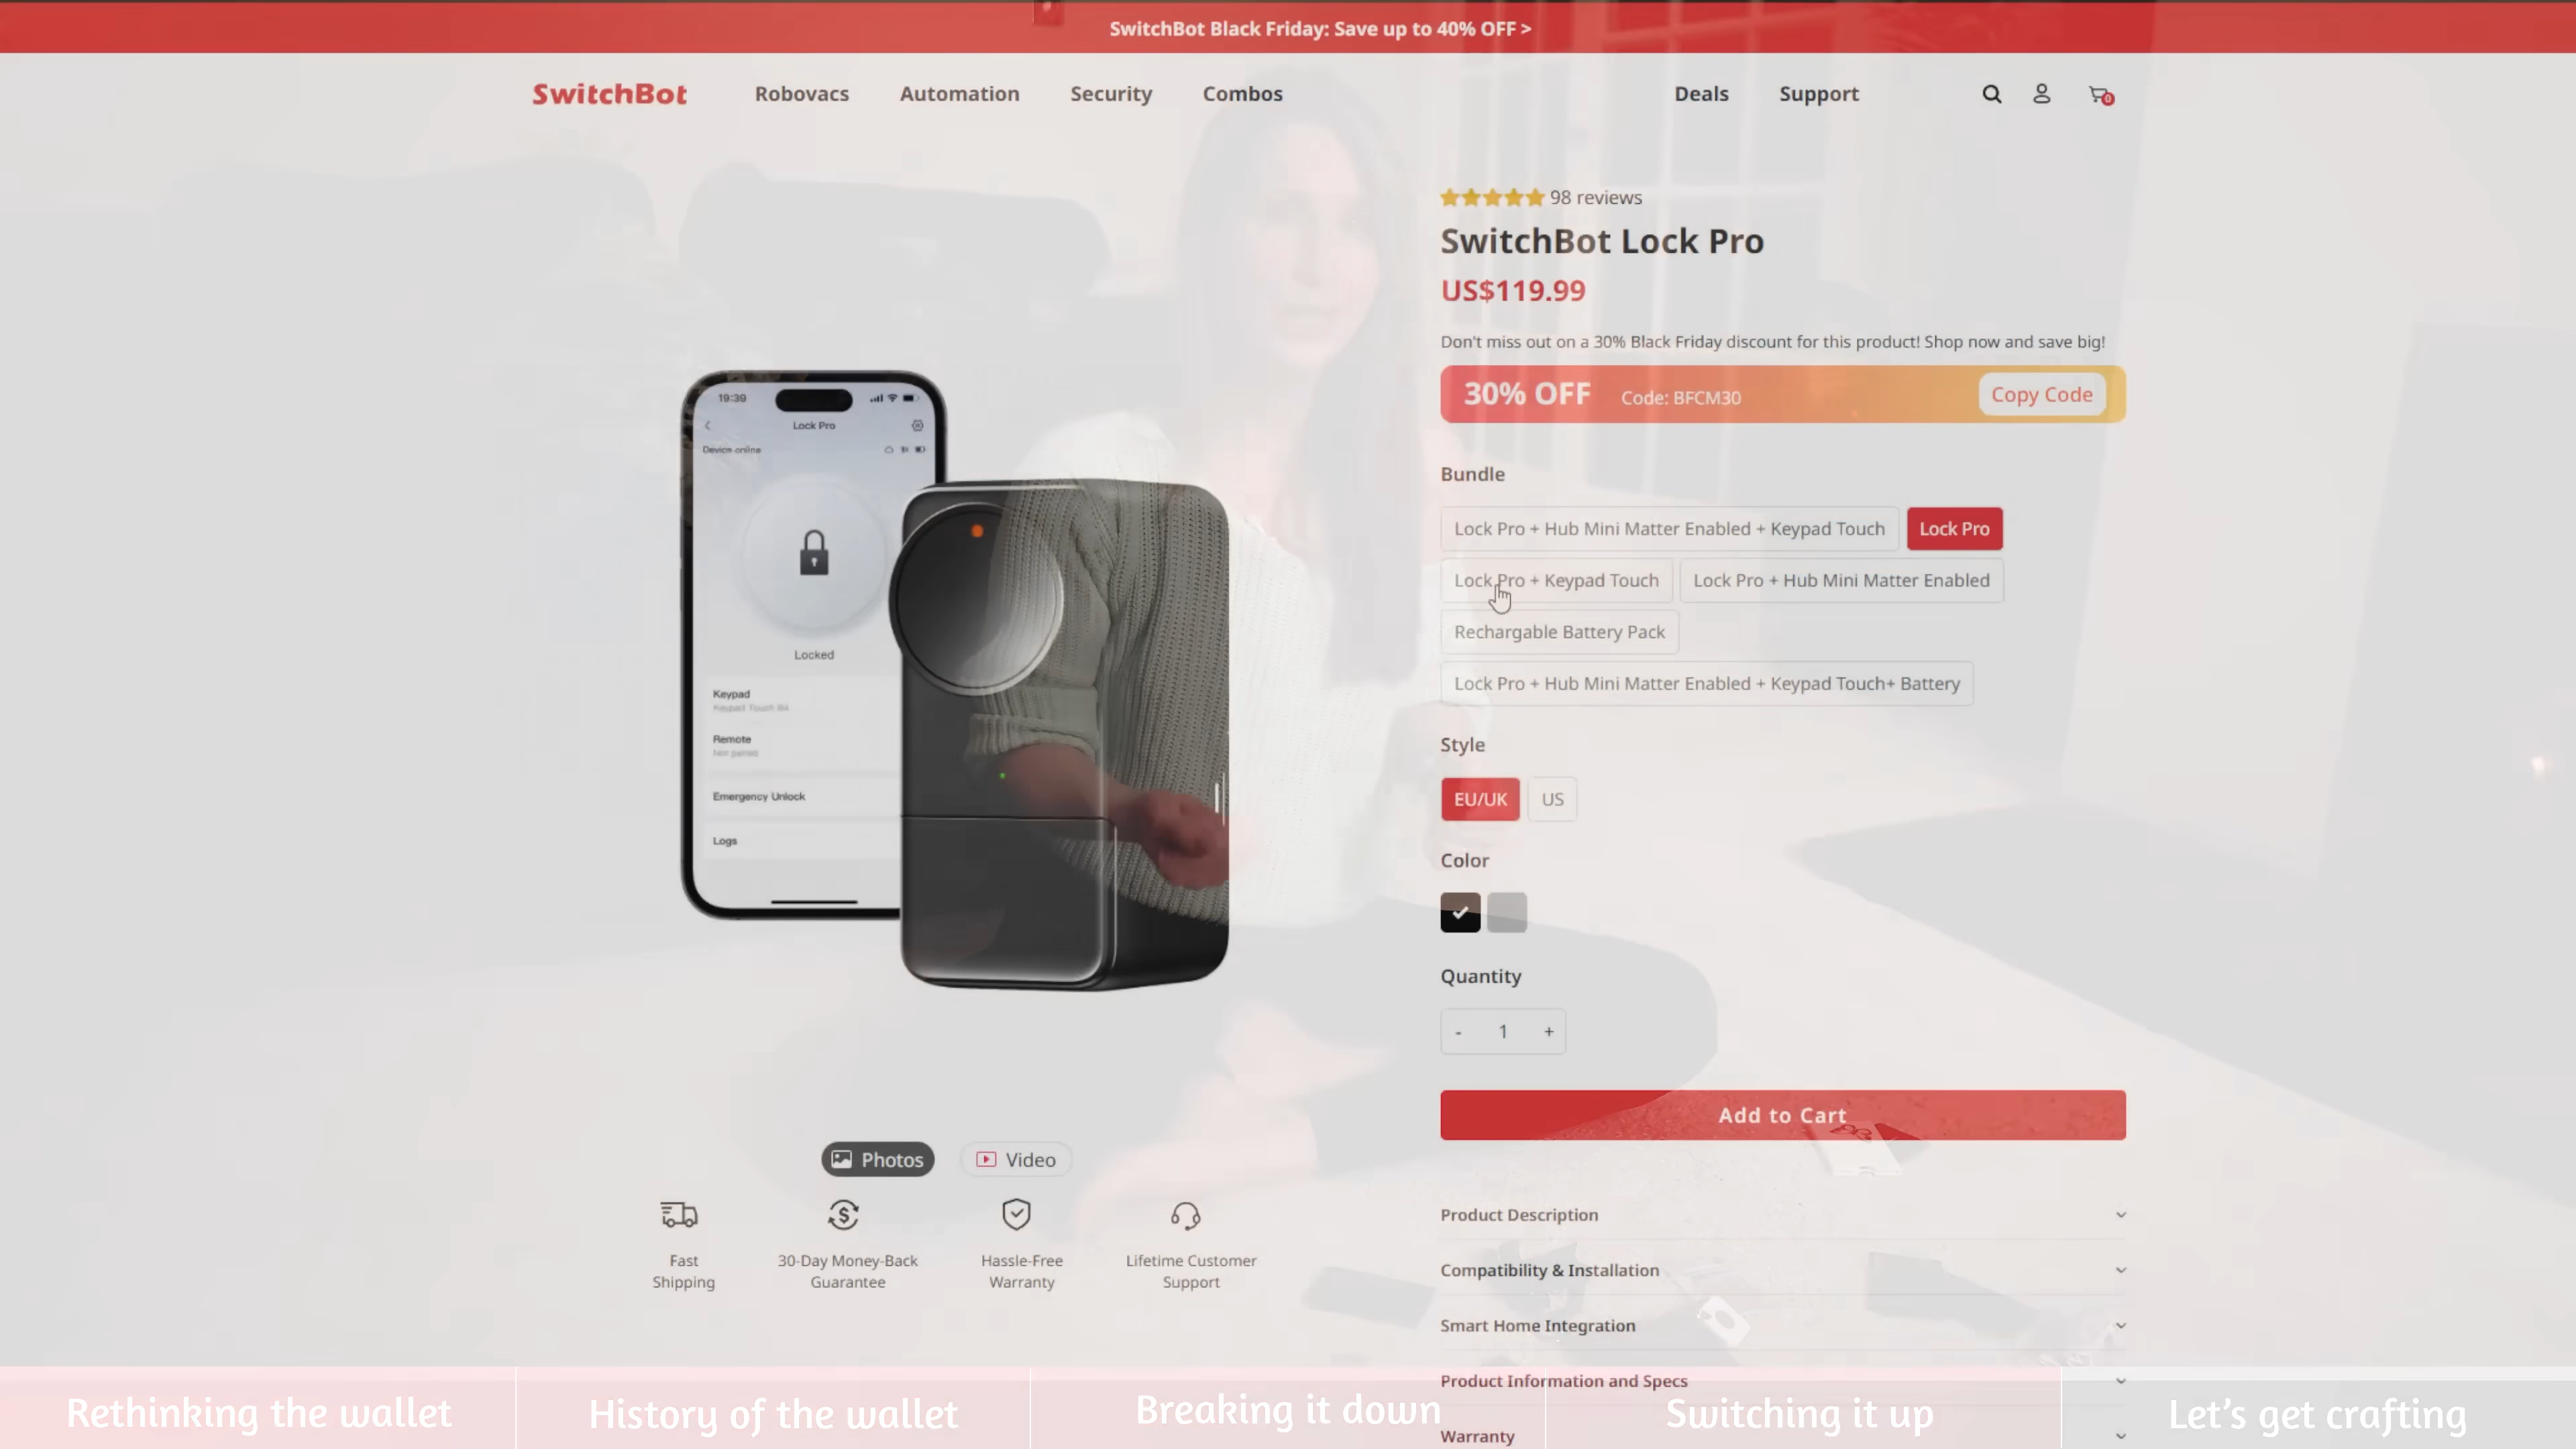 SwitchBot Black Friday: Save up to 40% OFF >
SwitchBot Robovacs Automation Security Combos Deals Support 0
98 reviews
SwitchBot Lock Pro
US$119.99
Don't miss out on a 30% Black Friday discount for this product! Shop now and save big!
30% OFF Code: BFCM30 Copy Code
Bundle
Lock Pro + Hub Mini Matter Enabled + Keypad Touch Lock Pro
Lock Pro + Keypad Touch Lock Pro + Hub Mini Matter Enabled
Rechargable Battery Pack
Lock Pro + Hub Mini Matter Enabled + Keypad Touch+ Battery
Style
EU/UK US
Color
Quantity
- 1 +
Add to Cart
19:39
Lock Pro
Device online
Locked
Keypad
Keypad Touch
Remote
Not paired
Emergency Unlock
Logs
Photos Video
Fast
Shipping
30-Day Money-Back
Guarantee
Hassle-Free
Warranty
Lifetime Customer
Support
Product Description
Compatibility & Installation
Smart Home Integration
Product Information and Specs
Warranty
Rethinking the wallet
History of the wallet
Breaking it down
Switching it up
Let's get crafting